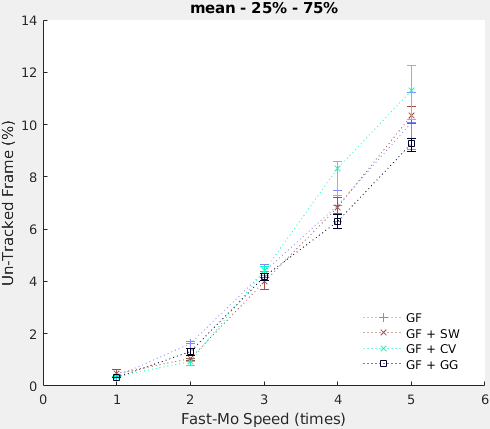 mean - 25% - 75%
Un-Tracked Frame (%)
14
12
10
8
6
4
2
0
0 1 2 3 4 5 6
Fast-Mo Speed (times)
GF
GF + SW
GF + CV
GF + GG